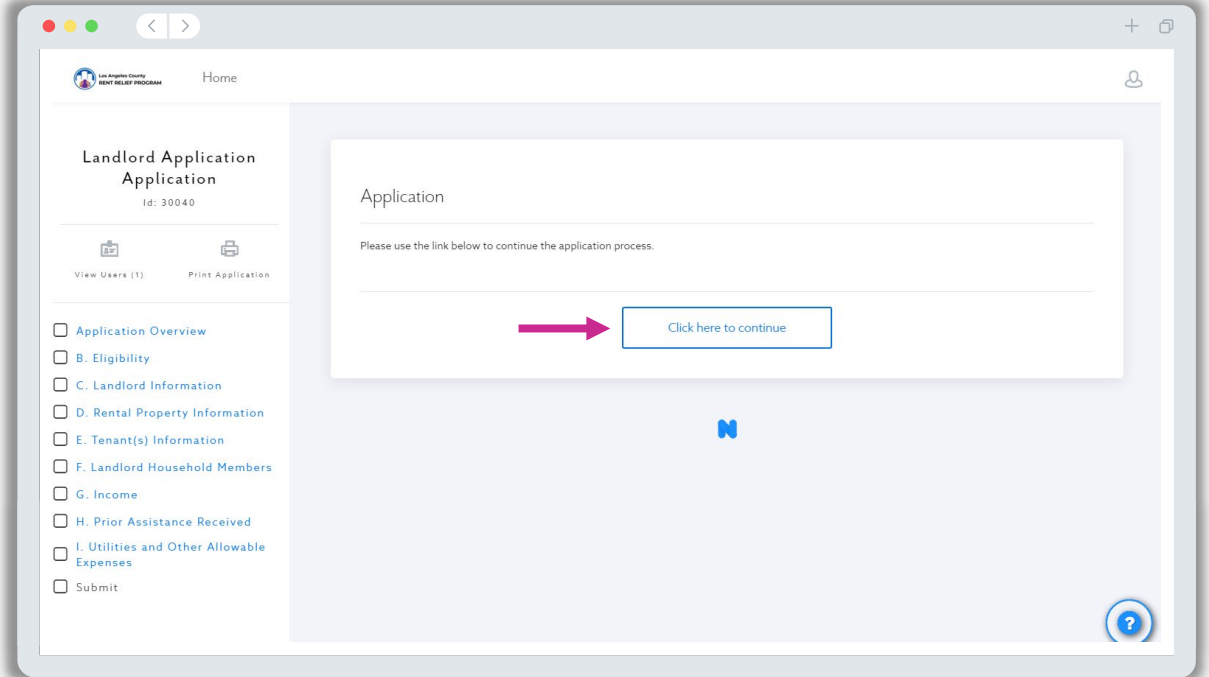 Los Angeles County
RENT RELIEF PROGRAM
Home
Landlord Application
Application
Id: 30040
View Users (1)
Print Application
Application Overview
B. Eligibility
C. Landlord Information
D. Rental Property Information
E. Tenant(s) Information
F. Landlord Household Members
G. Income
H. Prior Assistance Received
I. Utilities and Other Allowable
Expenses
Submit
Application
Please use the link below to continue the application process.
Click here to continue
N
?